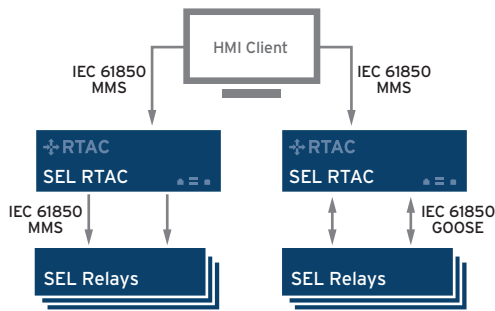 HMI Client
IEC 61850
MMS
IEC 61850
MMS
RTAC
SEL RTAC
RTAC
SEL RTAC
IEC 61850
MMS
IEC 61850
GOOSE
SEL Relays
SEL Relays